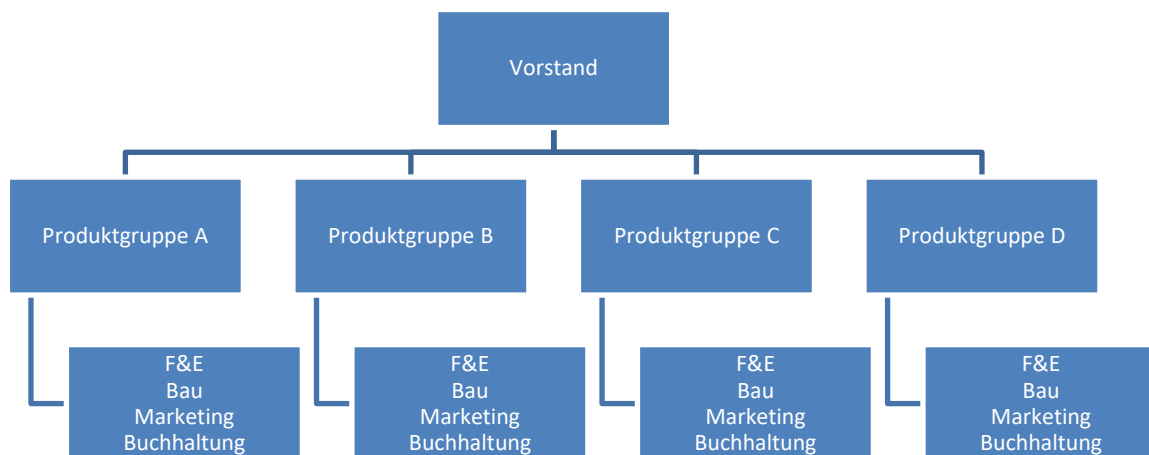 Vorstand
Produktgruppe A
Produktgruppe B
Produktgruppe C
Produktgruppe D
F&E
Bau
Marketing
Buchhaltung
F&E
Bau
Marketing
Buchhaltung
F&E
Bau
Marketing
Buchhaltung
F&E
Bau
Marketing
Buchhaltung